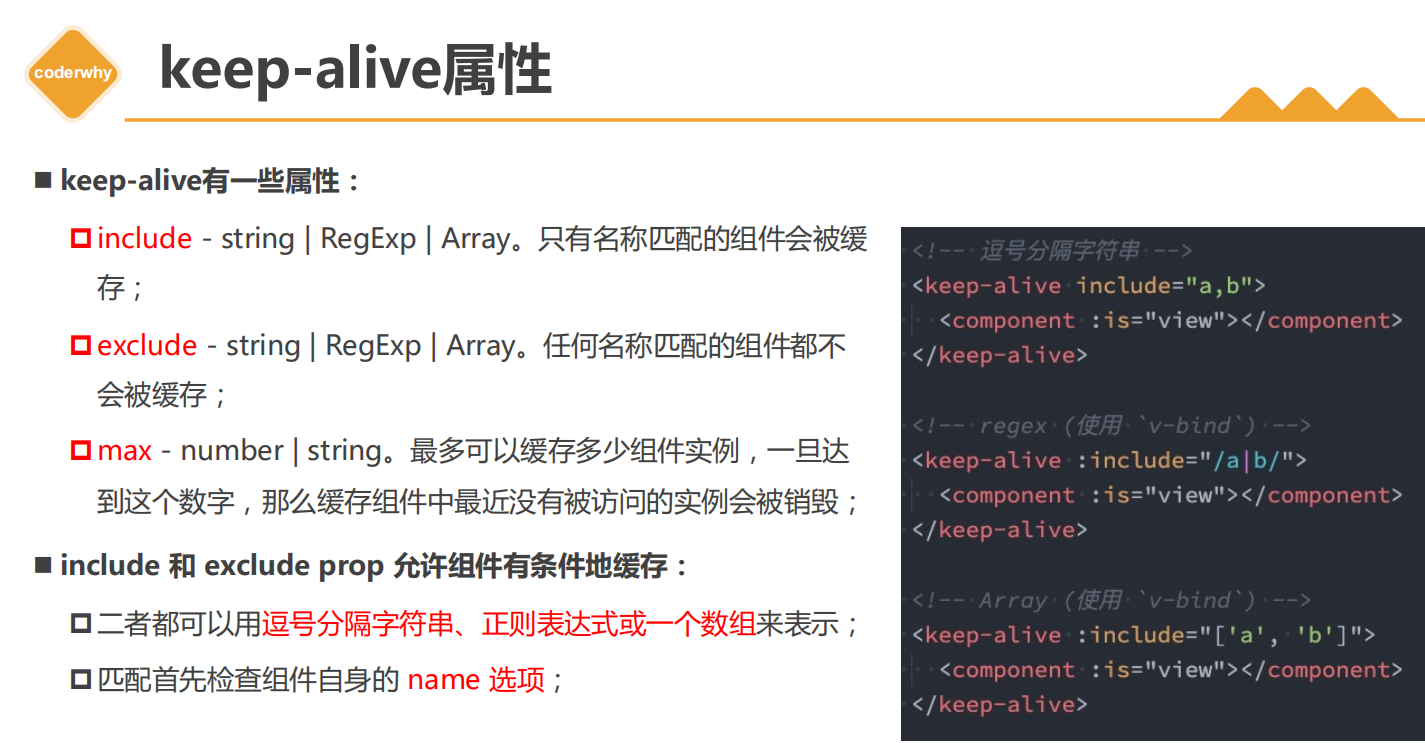 coderwhy
keep-alive属性
keep-alive有一些属性：
include - string | RegExp | Array。只有名称匹配的组件会被缓
存；
exclude - string | RegExp | Array。任何名称匹配的组件都不
会被缓存；
max - number | string。最多可以缓存多少组件实例，一旦达
到这个数字，那么缓存组件中最近没有被访问的实例会被销毁；
include 和 exclude prop 允许组件有条件地缓存：
二者都可以用逗号分隔字符串、正则表达式或一个数组来表示；
匹配首先检查组件自身的 name 选项；
<!-- 逗号分隔字符串 -->
<keep-alive include="a,b">
  <component :is="view"></component>
</keep-alive>
<!-- regex (使用 `v-bind`) -->
<keep-alive :include="/a|b/">
  <component :is="view"></component>
</keep-alive>
<!-- Array (使用 `v-bind`) -->
<keep-alive :include="['a', 'b']">
  <component :is="view"></component>
</keep-alive>